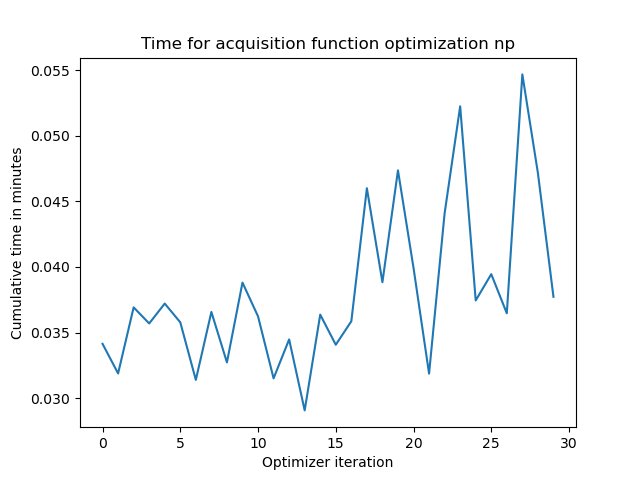 Time for acquisition function optimization np
0.055
0.050
0.045
0.040
0.035
0.030
Cumulative time in minutes
0 5 10 15 20 25 30
Optimizer iteration